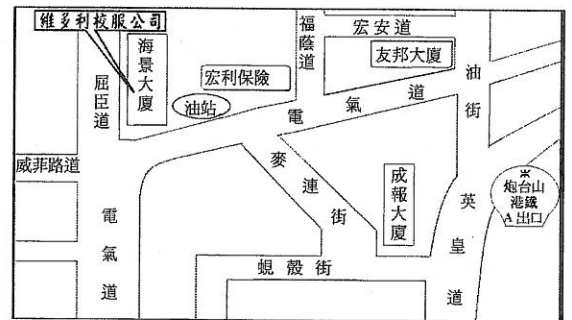 維多利校服公司
海景大廈
屈臣道
宏利保險
油站
福蔭道
宏安道
友邦大廈
電氣道
油街
威菲路道
電氣道
麥連街
成報大廈
英皇道
炮台山
港鐵
A 出口
蜆殼街